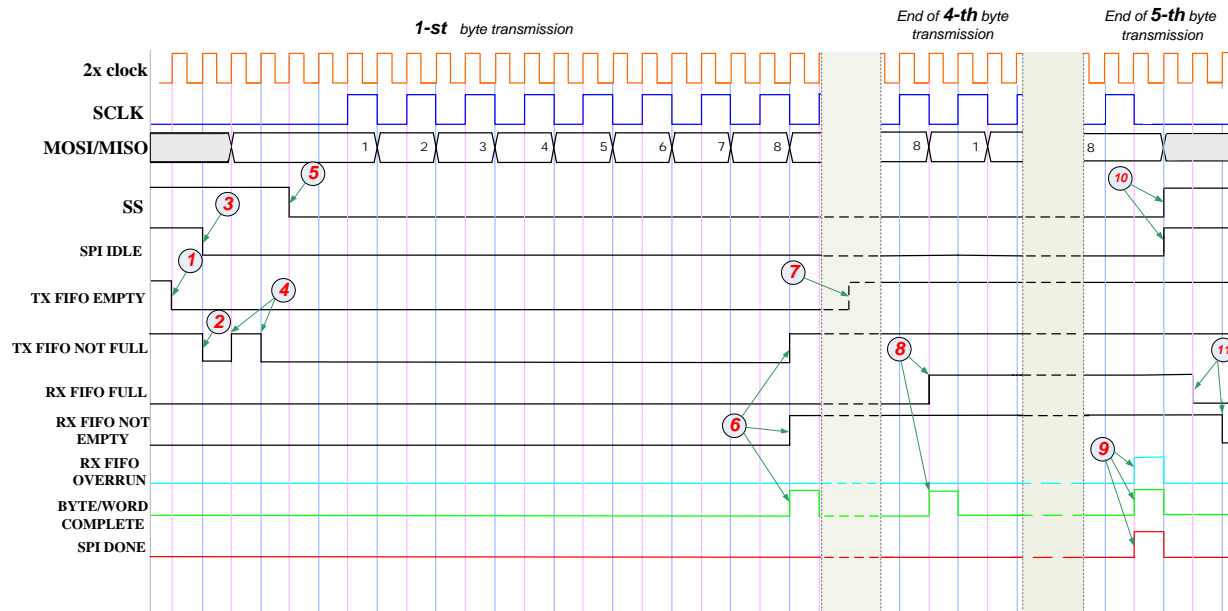 1-st byte transmission
End of 4-th byte
transmission
End of 5-th byte
transmission
2x clock
SCLK
MOSI/MISO
1 2 3 4 5 6 7 8 8 1 8
5
10
SS
3
SPI IDLE
1
7
TX FIFO EMPTY
4
2
TX FIFO NOT FULL
8
11
RX FIFO FULL
RX FIFO NOT
EMPTY
6
9
RX FIFO
OVERRUN
BYTE/WORD
COMPLETE
SPI DONE